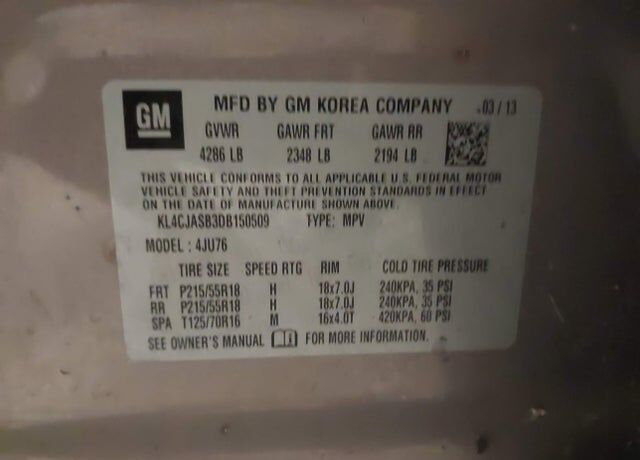 GM MFD BY GM KOREA COMPANY 03/13
GVWR GAWR FRT GAWR RR
4286 LB 2348 LB 2194 LB
THIS VEHICLE CONFORMS TO ALL APPLICABLE U.S. FEDERAL MOTOR
VEHICLE SAFETY AND THEFT PREVENTION STANDARDS IN EFFECT
ON THE DATE OF MANUFACTURE SHOWN ABOVE.
KL4CJASB3DB150509 TYPE: MPV
MODEL: 4JU76
TIRE SIZE SPEED RTG RIM COLD TIRE PRESSURE
FRT P215/55R18 H 18x7.0J 240KPA, 35 PSI
RR P215/55R18 H 18x7.0J 240KPA, 35 PSI
SPA T125/70R16 M 16x4.0T 420KPA, 60 PSI
SEE OWNER'S MANUAL FOR MORE INFORMATION.